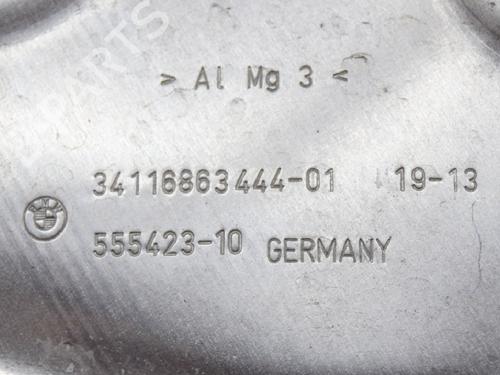 > Al Mg 3 <
34116863444-01 19-13
555423-10 GERMANY